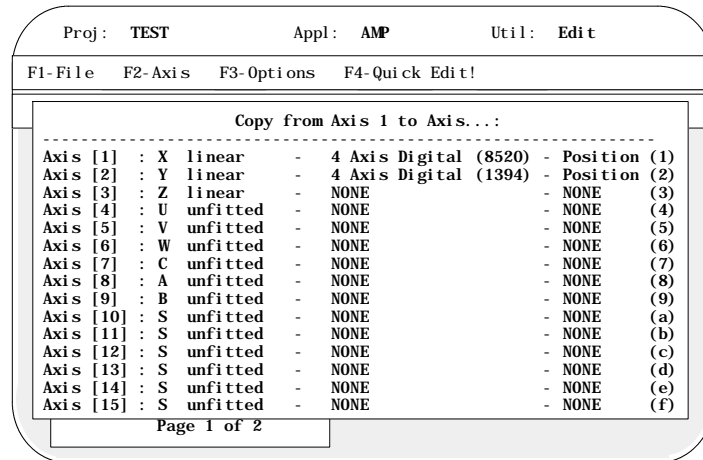 Proj: TEST Appl: AMP Util: Edit
F1-File F2-Axis F3-Options F4-Quick Edit!
Copy from Axis 1 to Axis...:
Axis [1] : X linear - 4 Axis Digital (8520) - Position (1)
Axis [2] : Y linear - 4 Axis Digital (1394) - Position (2)
Axis [3] : Z linear - NONE - NONE (3)
Axis [4] : U unfitted - NONE - NONE (4)
Axis [5] : V unfitted - NONE - NONE (5)
Axis [6] : W unfitted - NONE - NONE (6)
Axis [7] : C unfitted - NONE - NONE (7)
Axis [8] : A unfitted - NONE - NONE (8)
Axis [9] : B unfitted - NONE - NONE (9)
Axis [10] : S unfitted - NONE - NONE (a)
Axis [11] : S unfitted - NONE - NONE (b)
Axis [12] : S unfitted - NONE - NONE (c)
Axis [13] : S unfitted - NONE - NONE (d)
Axis [14] : S unfitted - NONE - NONE (e)
Axis [15] : S unfitted - NONE - NONE (f)
Page 1 of 2